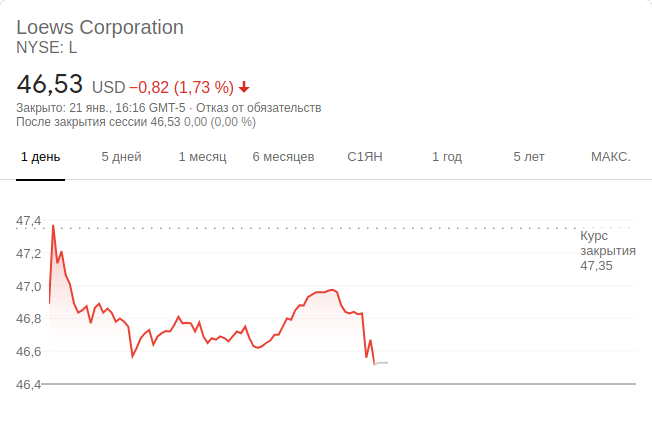 Loews Corporation
NYSE: L
46,53 USD −0,82 (1,73 %)
Закрыто: 21 янв., 16:16 GMT-5 · Отказ от обязательств
После закрытия сессии 46,53 0,00 (0,00 %)
1 день 5 дней 1 месяц 6 месяцев С1ЯН 1 год 5 лет МАКС.
47,4
Курс
закрытия
47,35
47,2
47,0
46,8
46,6
46,4